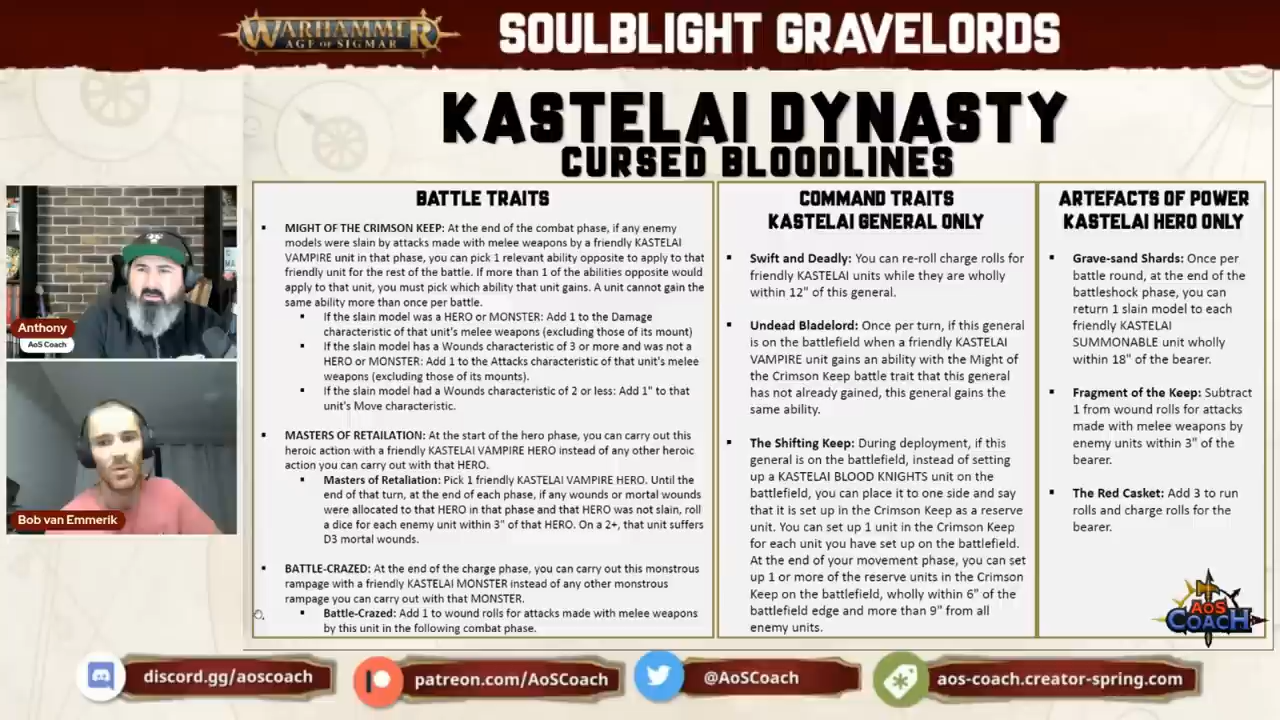 WARHAMMER
AGE OF SIGMAR
SOULBLIGHT GRAVELORDS
KASTELAI DYNASTY
CURSED BLOODLINES
BATTLE TRAITS
▪ MIGHT OF THE CRIMSON KEEP: At the end of the combat phase, if any enemy
models were slain by attacks made with melee weapons by a friendly KASTELAI
VAMPIRE unit in that phase, you can pick 1 relevant ability opposite to apply to that
friendly unit for the rest of the battle. If more than 1 of the abilities opposite would
apply to that unit, you must pick which ability that unit gains. A unit cannot gain the
same ability more than once per battle.
▪ If the slain model was a HERO or MONSTER: Add 1 to the Damage
characteristic of that unit's melee weapons (excluding those of its mount)
▪ If the slain model has a Wounds characteristic of 3 or more and was not a
HERO or MONSTER: Add 1 to the Attacks characteristic of that unit's melee
weapons (excluding those of its mounts).
▪ If the slain model had a Wounds characteristic of 2 or less: Add 1" to that
unit's Move characteristic.
▪ MASTERS OF RETAILATION: At the start of the hero phase, you can carry out this
heroic action with a friendly KASTELAI VAMPIRE HERO instead of any other heroic
action you can carry out with that HERO.
▪ Masters of Retaliation: Pick 1 friendly KASTELAI VAMPIRE HERO. Until the
end of that turn, at the end of each phase, if any wounds or mortal wounds
were allocated to that HERO in that phase and that HERO was not slain, roll
a dice for each enemy unit within 3" of that HERO. On a 2+, that unit suffers
D3 mortal wounds.
▪ BATTLE-CRAZED: At the end of the charge phase, you can carry out this monstrous
rampage with a friendly KASTELAI MONSTER instead of any other monstrous
rampage you can carry out with that MONSTER.
▪ Battle-Crazed: Add 1 to wound rolls for attacks made with melee weapons
by this unit in the following combat phase.
COMMAND TRAITS
KASTELAI GENERAL ONLY
▪ Swift and Deadly: You can re-roll charge rolls for
friendly KASTELAI units while they are wholly
within 12" of this general.
▪ Undead Bladelord: Once per turn, if this general
is on the battlefield when a friendly KASTELAI
VAMPIRE unit gains an ability with the Might of
the Crimson Keep battle trait that this general
has not already gained, this general gains the
same ability.
▪ The Shifting Keep: During deployment, if this
general is on the battlefield, instead of setting
up a KASTELAI BLOOD KNIGHTS unit on the
battlefield, you can place it to one side and say
that it is set up in the Crimson Keep as a reserve
unit. You can set up 1 unit in the Crimson Keep
for each unit you have set up on the battlefield.
At the end of your movement phase, you can set
up 1 or more of the reserve units in the Crimson
Keep on the battlefield, wholly within 6" of the
battlefield edge and more than 9" from all
enemy units.
ARTEFACTS OF POWER
KASTELAI HERO ONLY
▪ Grave-sand Shards: Once per
battle round, at the end of the
battleshock phase, you can
return 1 slain model to each
friendly KASTELAI
SUMMONABLE unit wholly
within 18" of the bearer.
▪ Fragment of the Keep: Subtract
1 from wound rolls for attacks
made with melee weapons by
enemy units within 3" of the
bearer.
▪ The Red Casket: Add 3 to run
rolls and charge rolls for the
bearer.
Anthony
AoS Coach
Bob van Emmerik
AoS
COACH
discord.gg/aoscoach
patreon.com/AoSCoach
@AoSCoach
aos-coach.creator-spring.com